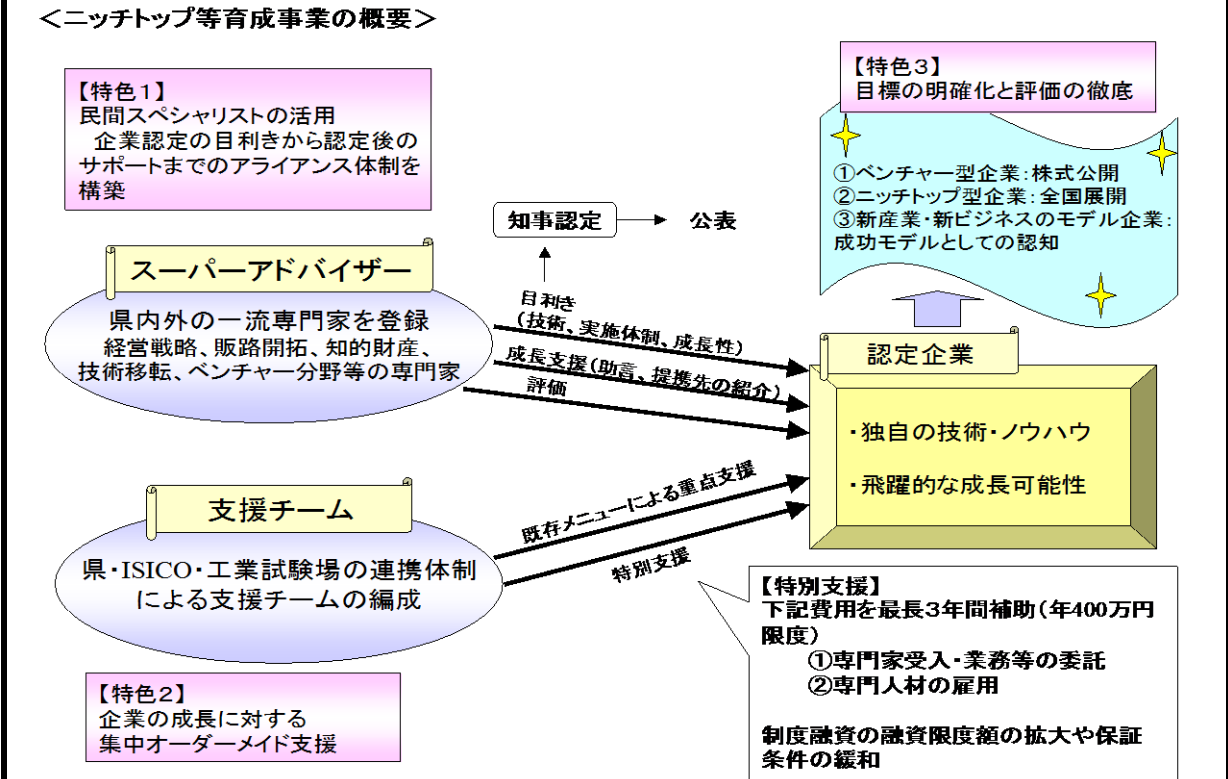 ＜ニッチトップ等育成事業の概要＞
【特色１】
民間スペシャリストの活用
企業認定の目利きから認定後の
サポートまでのアライアンス体制を
構築
【特色３】
目標の明確化と評価の徹底
①ベンチャー型企業：株式公開
②ニッチトップ型企業：全国展開
③新産業・新ビジネスのモデル企業：
成功モデルとしての認知
知事認定
公表
スーパーアドバイザー
県内外の一流専門家を登録
経営戦略、販路開拓、知的財産、
技術移転、ベンチャー分野等の専門家
目利き
（技術、実施体制、成長性）
成長支援（助言、提携先の紹介）
評価
認定企業
・独自の技術・ノウハウ
・飛躍的な成長可能性
支援チーム
県・ISICO・工業試験場の連携体制
による支援チームの編成
既存メニューによる重点支援
特別支援
【特別支援】
下記費用を最長３年間補助（年400万円
限度）
①専門家受入・業務等の委託
②専門人材の雇用
制度融資の融資限度額の拡大や保証
条件の緩和
【特色２】
企業の成長に対する
集中オーダーメイド支援